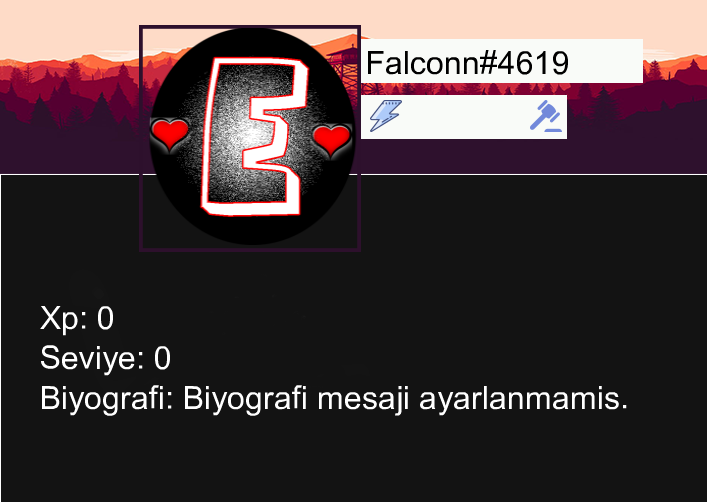 E
Falconn#4619
Xp: 0
Seviye: 0
Biyografi: Biyografi mesaji ayarlanmamis.